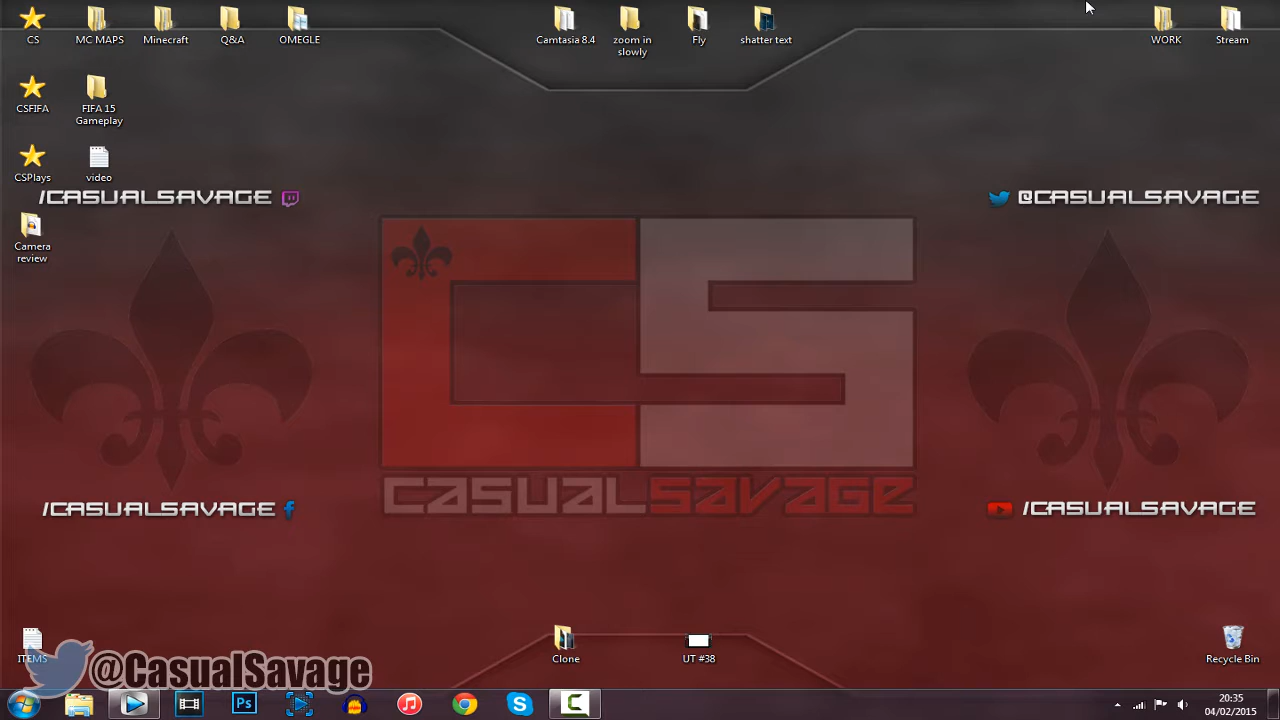 CS
MC MAPS
Minecraft
Q&A
OMEGLE
Camtasia 8.4
zoom in
slowly
Fly
shatter text
WORK
Stream
CSFIFA
FIFA 15
Gameplay
CSPlays
video
/CASUALSAVAGE
@CASUALSAVAGE
Camera
review
CS
CASUALSAVAGE
/CASUALSAVAGE
/CASUALSAVAGE
ITEMS
@CasualSavage
Clone
UT #38
Recycle Bin
Ps
20:35
04/02/2015